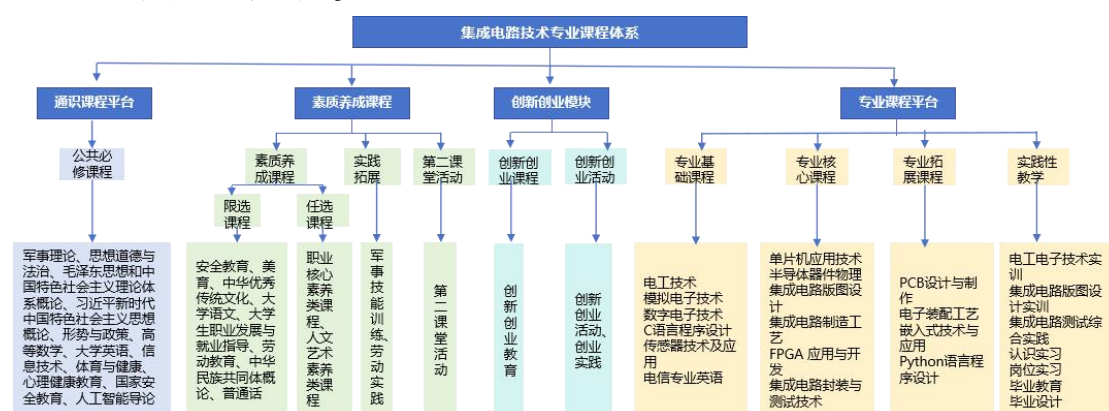 集成电路技术专业课程体系
通识课程平台
素质养成课程
创新创业模块
专业课程平台
公共必
修课程
素质养
成课程
实践
拓展
第二课
堂活动
创新创
业课程
创新创
业活动
专业基
础课程
专业核
心课程
专业拓
展课程
实践性
教学
限选
课程
任选
课程
军事理论、思想道德与
法治、毛泽东思想和中
国特色社会主义理论体
系概论、习近平新时代
中国特色社会主义思想
概论、形势与政策、高
等数学、大学英语、信
息技术、体育与健康、
心理健康教育、国家安
全教育、人工智能导论
安全教育、美
育、中华优秀
传统文化、大
学语文、大学
生职业发展与
就业指导、劳
动教育、中华
民族共同体概
论、普通话
职业
核心
素养
类课
程、
人文
艺术
素养
类课
程
军事技能训练、劳动实践
第二课堂活动
创新创业教育
创新
创业
活动、
创业
实践
电工技术
模拟电子技术
数字电子技术
C语言程序设计
传感器技术及应
用
电信专业英语
单片机应用技术
半导体器件物理
集成电路版图设
计
集成电路制造工
艺
FPGA 应用与开
发
集成电路封装与
测试技术
PCB设计与制
作
电子装配工艺
嵌入式技术与
应用
Python语言程
序设计
电工电子技术实
训
集成电路版图设
计实训
集成电路测试综
合实践
认识实习
岗位实习
毕业教育
毕业设计